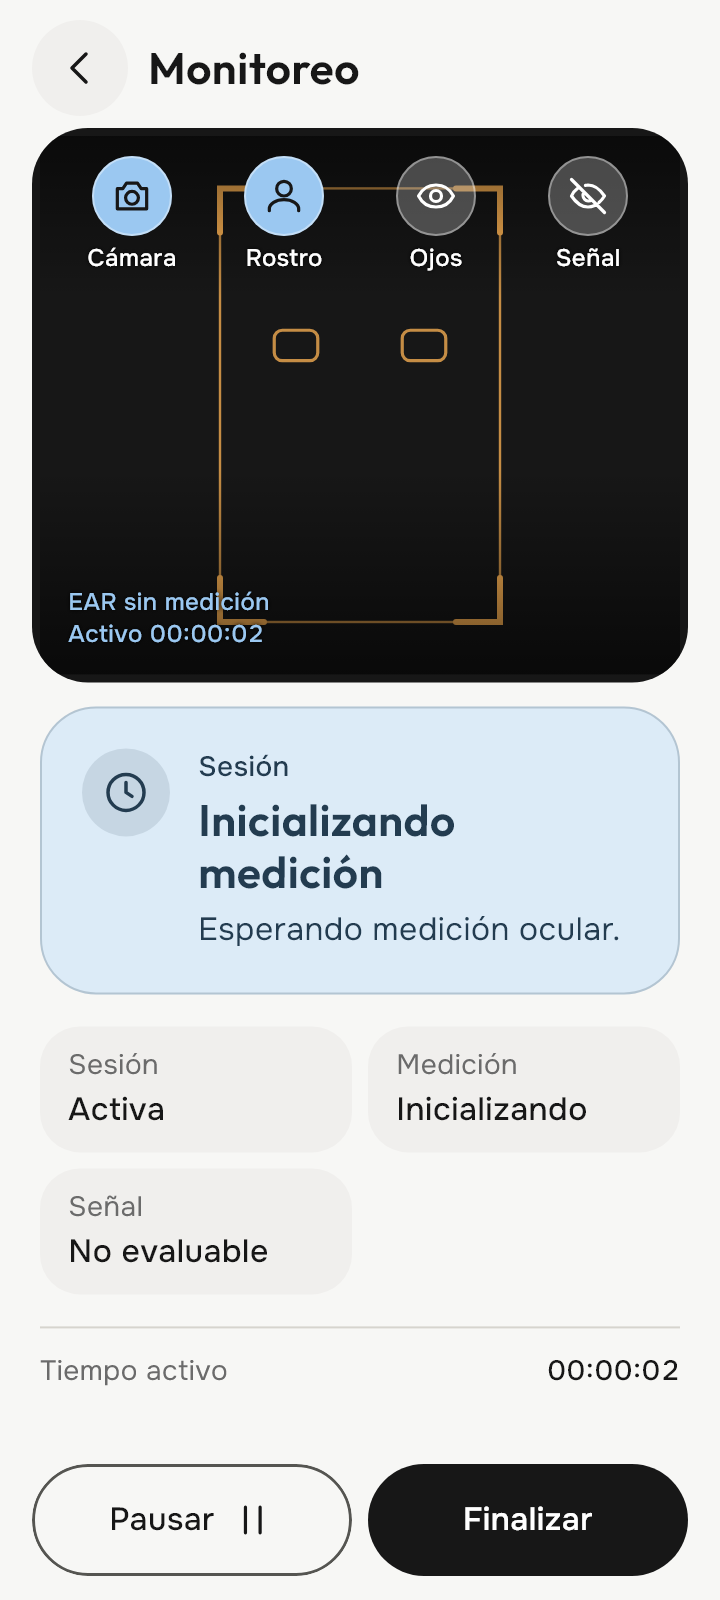 Monitoreo
Cámara
Rostro
Ojos
Señal
EAR sin medición
Activo 00:00:02
Sesión
Inicializando
medición
Esperando medición ocular.
Sesión
Activa
Medición
Inicializando
Señal
No evaluable
Tiempo activo
00:00:02
Pausar
Finalizar